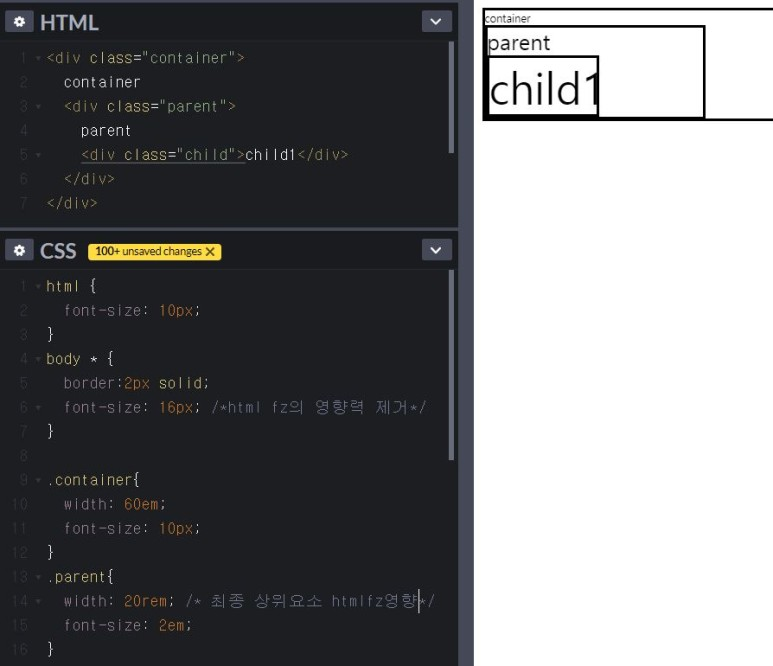 HTML
1 <div class="container">
2 container
3 <div class="parent">
4 parent
5 <div class="child">child1</div>
6 </div>
7 </div>
CSS 100+ unsaved changes X
1 html {
2 font-size: 10px;
3 }
4 body * {
5 border:2px solid;
6 font-size: 16px; /*html fz의 영향력 제거*/
7 }
8
9 .container{
10 width: 60em;
11 font-size: 10px;
12 }
13 .parent{
14 width: 20rem; /* 최종 상위요소 htmlfz영향*/
15 font-size: 2em;
16 }
container
parent
child1